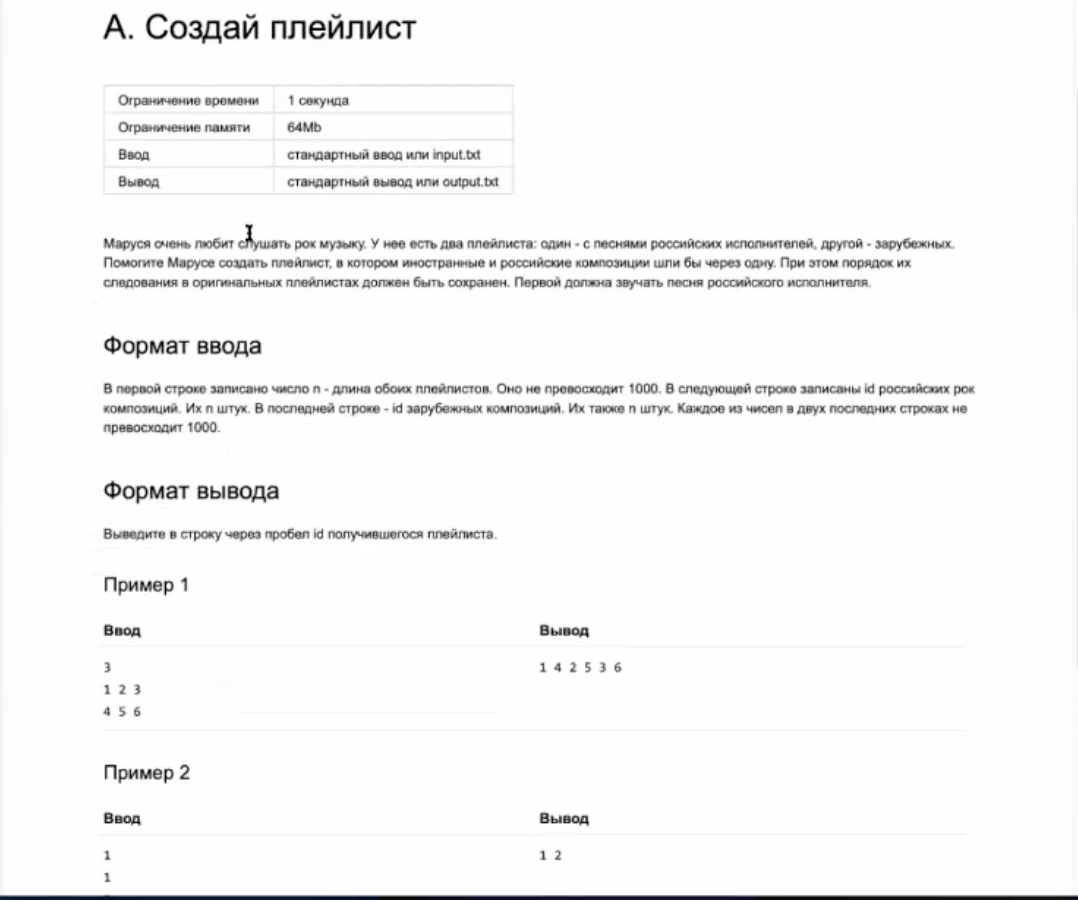 A. Создай плейлист
Ограничение времени 1 секунда
Ограничение памяти 64Mb
Ввод стандартный ввод или input.txt
Вывод стандартный вывод или output.txt
Маруся очень любит слушать рок музыку. У нее есть два плейлиста: один - с песнями российских исполнителей, другой - зарубежных.
Помогите Марусе создать плейлист, в котором иностранные и российские композиции шли бы через одну. При этом порядок их
следования в оригинальных плейлистах должен быть сохранен. Первой должна звучать песня российского исполнителя.
Формат ввода
В первой строке записано число n - длина обоих плейлистов. Оно не превосходит 1000. В следующей строке записаны id российских рок
композиций. Их n штук. В последней строке - id зарубежных композиций. Их также n штук. Каждое из чисел в двух последних строках не
превосходит 1000.
Формат вывода
Выведите в строку через пробел id получившегося плейлиста.
Пример 1
Ввод Вывод
3 1 4 2 5 3 6
1 2 3
4 5 6
Пример 2
Ввод Вывод
1 1 2
1